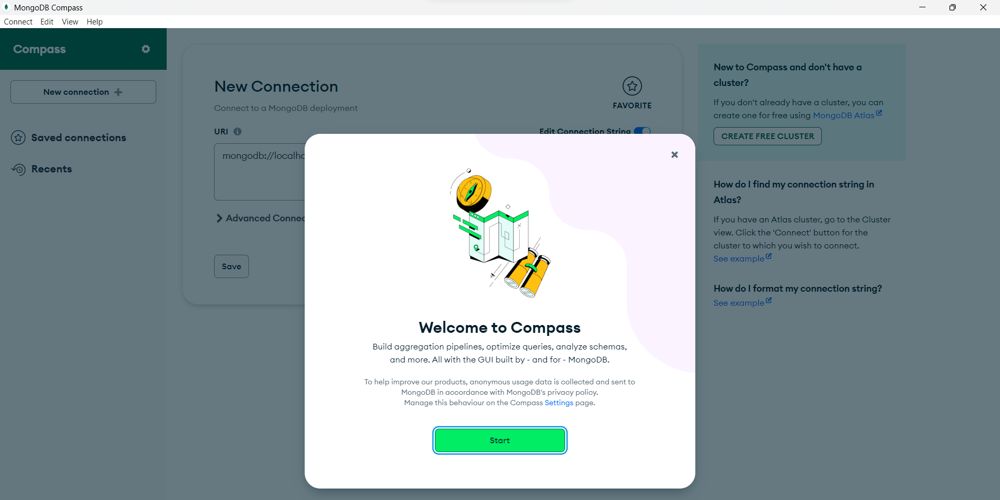 MongoDB Compass
Connect Edit View Help
Compass
New connection
Saved connections
Recents
New Connection
Connect to a MongoDB deployment
FAVORITE
URI
Edit Connection String
mongodb://localho
Advanced Connec
Save
Welcome to Compass
Build aggregation pipelines, optimize queries, analyze schemas,
and more. All with the GUI built by - and for - MongoDB.
To help improve our products, anonymous usage data is collected and sent to
MongoDB in accordance with MongoDB's privacy policy.
Manage this behaviour on the Compass Settings page.
Start
New to Compass and don't have a
cluster?
If you don't already have a cluster, you can
create one for free using MongoDB Atlas
CREATE FREE CLUSTER
How do I find my connection string in
Atlas?
If you have an Atlas cluster, go to the Cluster
view. Click the 'Connect' button for the
cluster to which you wish to connect.
See example
How do I format my connection string?
See example